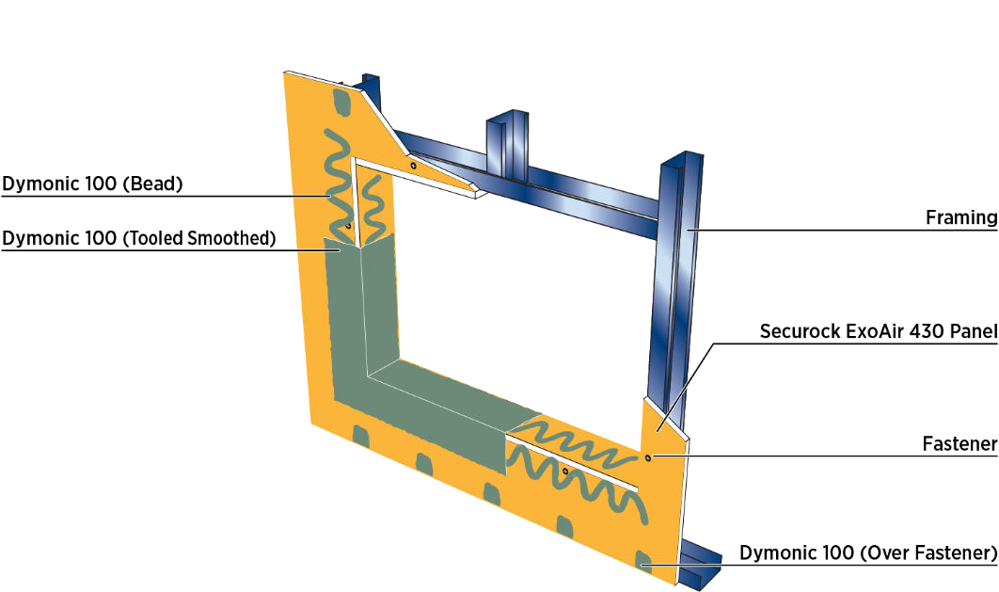 Dymonic 100 (Bead)
Dymonic 100 (Tooled Smoothed)
Framing
Securock ExoAir 430 Panel
Fastener
Dymonic 100 (Over Fastener)